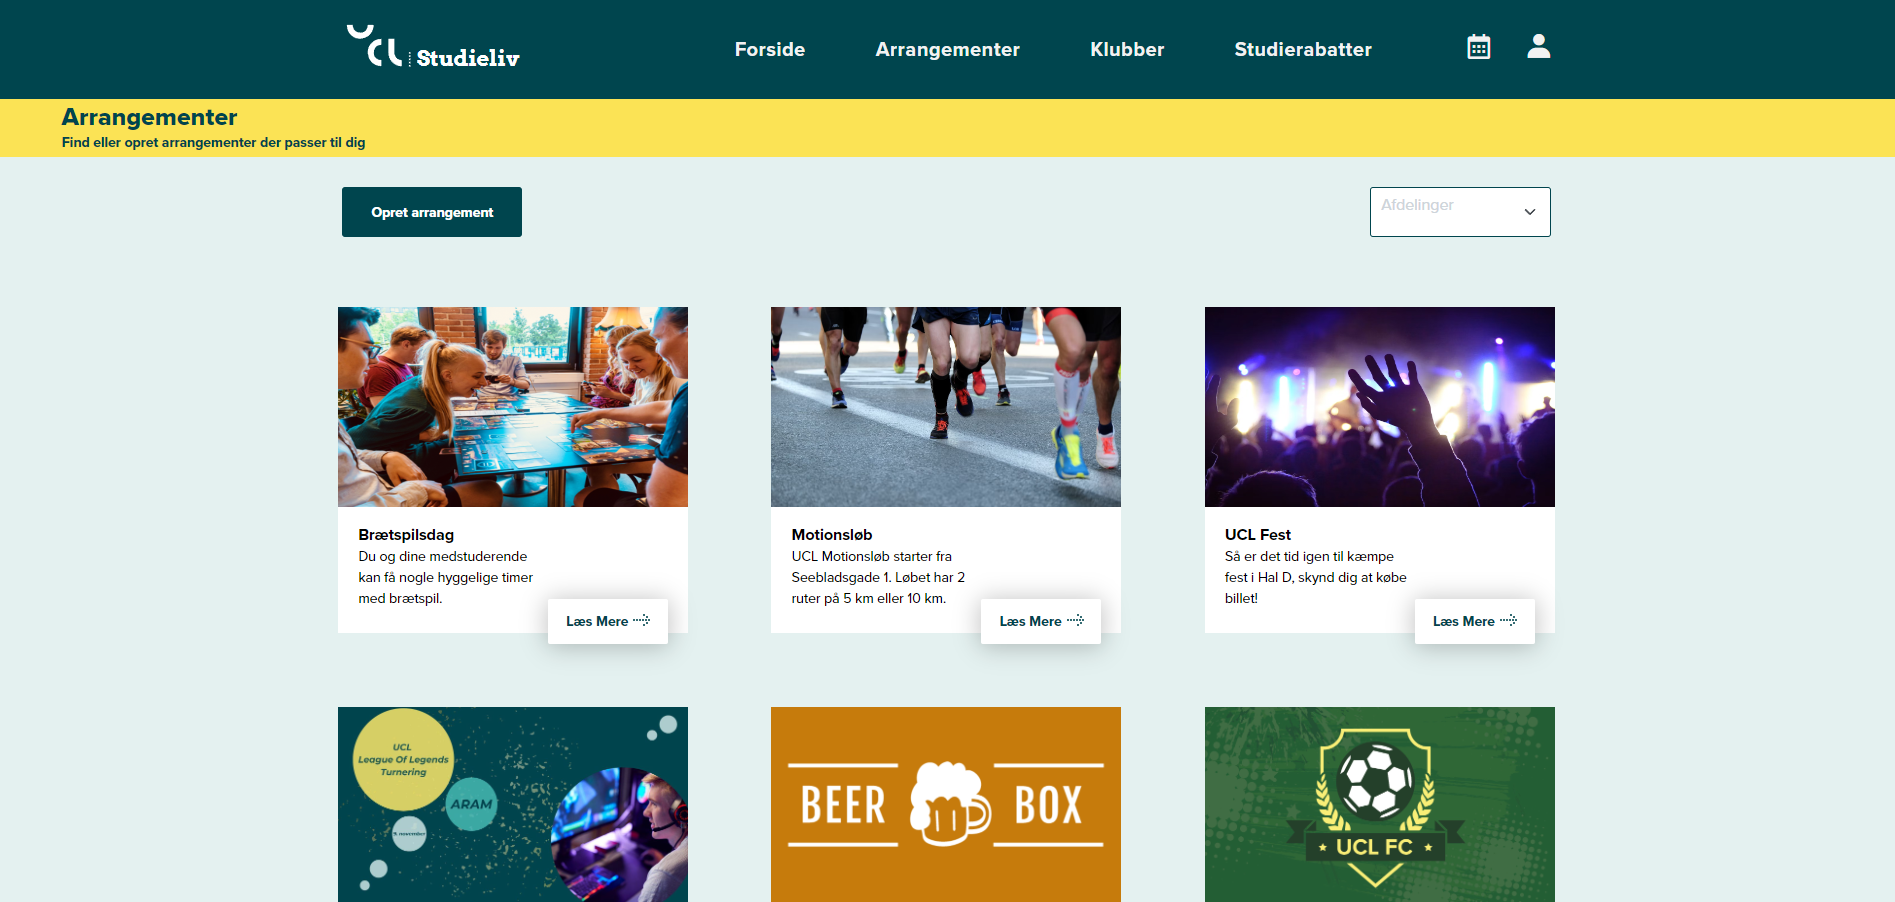 UCL Studieliv
Forside
Arrangementer
Klubber
Studierabatter
Arrangementer
Find eller opret arrangementer der passer til dig
Opret arrangement
Afdelinger
Brætspilsdag
Du og dine medstuderende
kan få nogle hyggelige timer
med brætspil.
Læs Mere
Motionsløb
UCL Motionsløb starter fra
Seebladsgade 1. Løbet har 2
ruter på 5 km eller 10 km.
Læs Mere
UCL Fest
Så er det tid igen til kæmpe
fest i Hal D, skynd dig at købe
billet!
Læs Mere
UCL
League Of Legends
Turnering
ARAM
9. november
BEER BOX
UCL FC